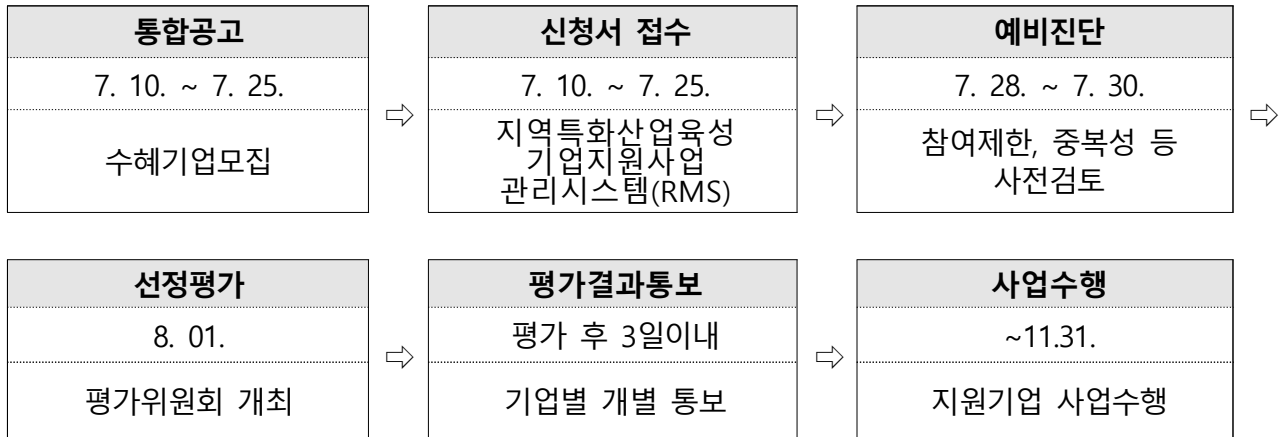 통합공고
7. 10. ~ 7. 25.
수혜기업모집
⇨
신청서 접수
7. 10. ~ 7. 25.
지역특화산업육성
기업지원사업
관리시스템(RMS)
⇨
예비진단
7. 28. ~ 7. 30.
참여제한, 중복성 등
사전검토
⇨
선정평가
8. 01.
평가위원회 개최
⇨
평가결과통보
평가 후 3일이내
기업별 개별 통보
⇨
사업수행
~11.31.
지원기업 사업수행